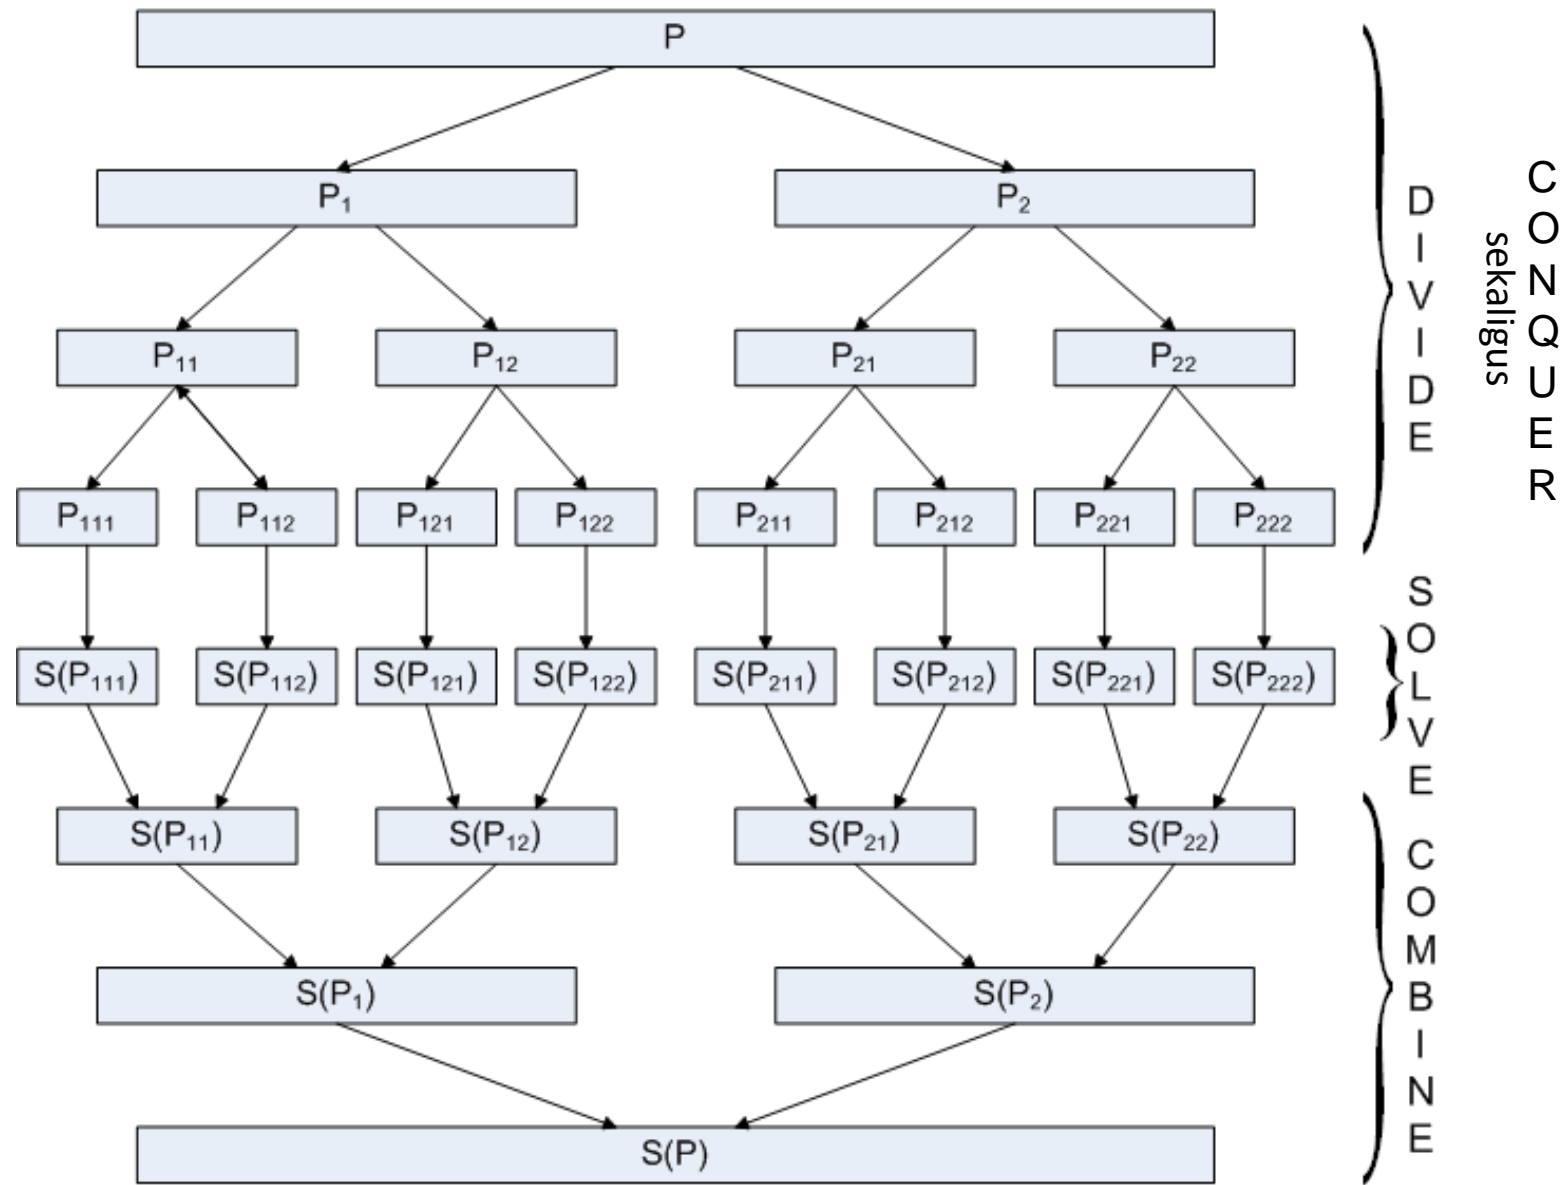 P
P₁ P₂
P₁₁ P₁₂ P₂₁ P₂₂
P₁₁₁ P₁₁₂ P₁₂₁ P₁₂₂ P₂₁₁ P₂₁₂ P₂₂₁ P₂₂₂
S(P₁₁₁) S(P₁₁₂) S(P₁₂₁) S(P₁₂₂) S(P₂₁₁) S(P₂₁₂) S(P₂₂₁) S(P₂₂₂)
S(P₁₁) S(P₁₂) S(P₂₁) S(P₂₂)
S(P₁) S(P₂)
S(P)
DIVIDE
sekaligus
CONQUER
SOLVE
COMBINE